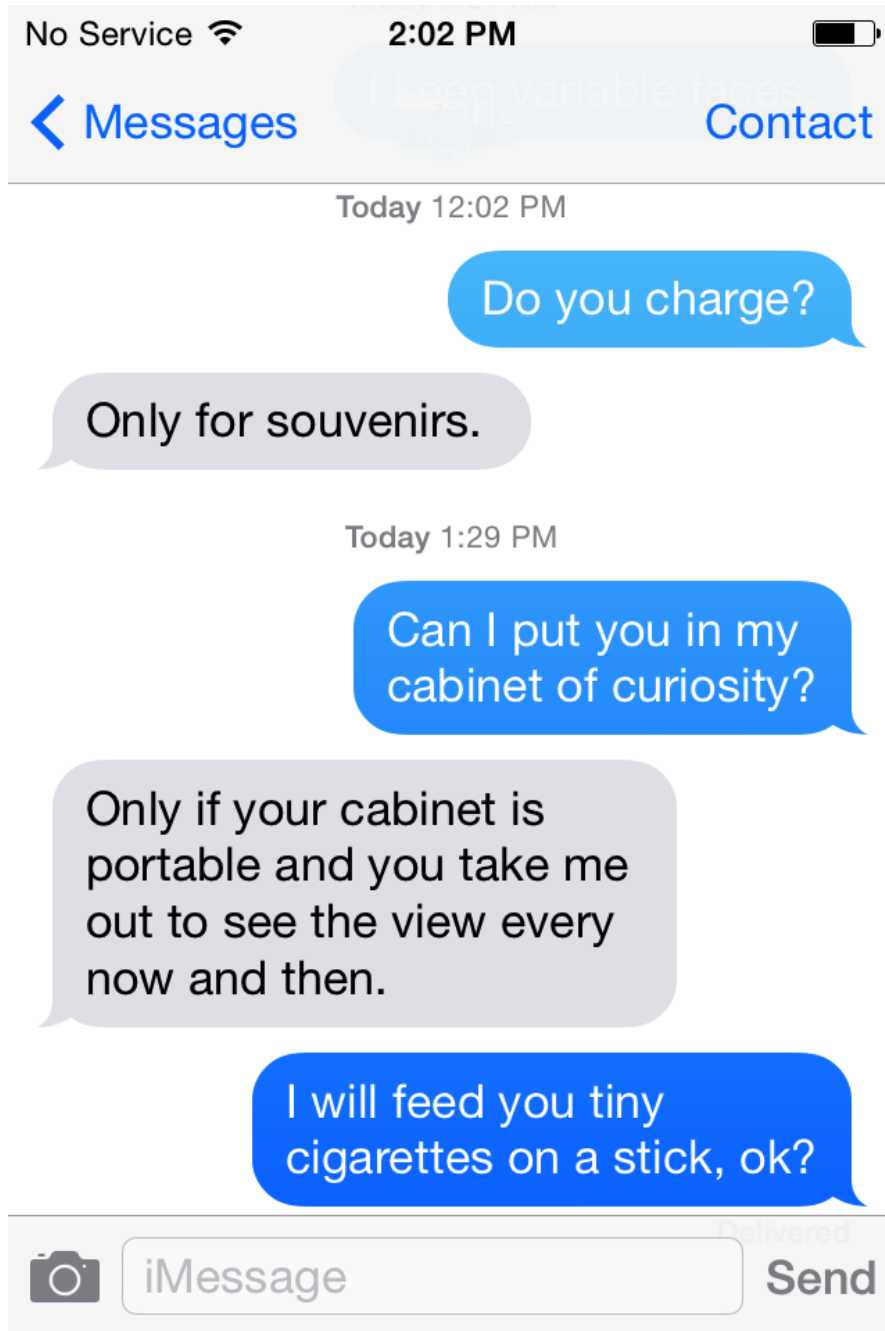 No Service 2:02 PM
I keep variable faces,
Messages Contact
Today 12:02 PM
Do you charge?
Only for souvenirs.
Today 1:29 PM
Can I put you in my
cabinet of curiosity?
Only if your cabinet is
portable and you take me
out to see the view every
now and then.
I will feed you tiny
cigarettes on a stick, ok?
Delivered
iMessage Send